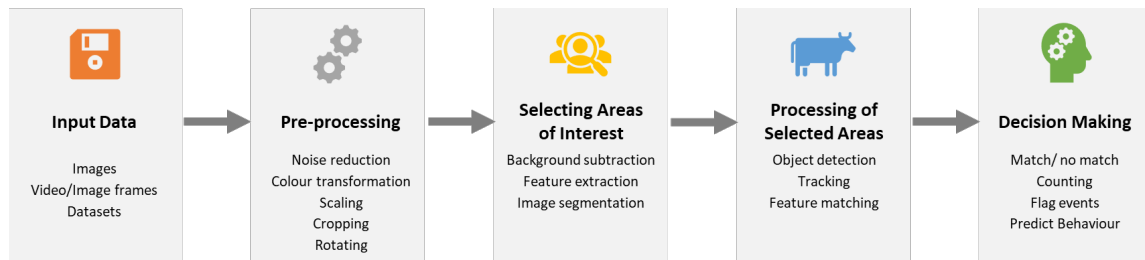 Input Data
Images
Video/Image frames
Datasets
Pre-processing
Noise reduction
Colour transformation
Scaling
Cropping
Rotating
Selecting Areas
of Interest
Background subtraction
Feature extraction
Image segmentation
Processing of
Selected Areas
Object detection
Tracking
Feature matching
Decision Making
Match/ no match
Counting
Flag events
Predict Behaviour